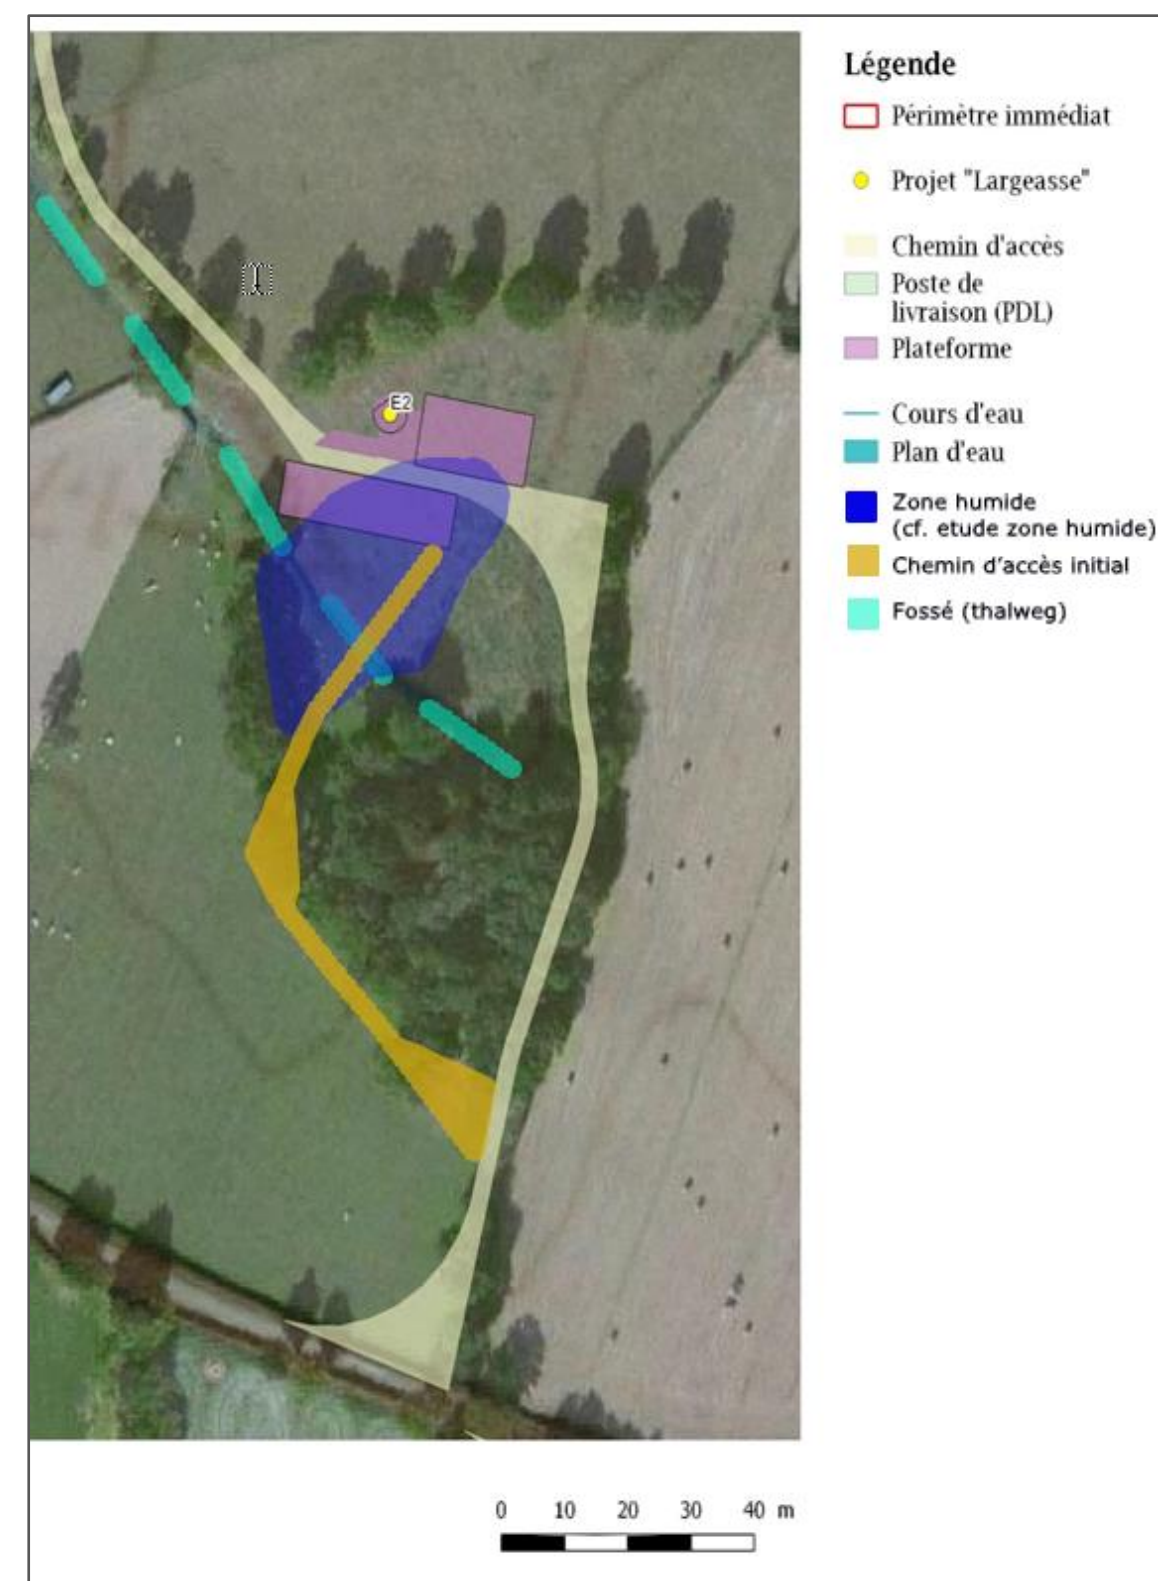 Légende
Périmètre immédiat
Projet "Largeasse"
Chemin d'accès
Poste de
livraison (PDL)
Plateforme
Cours d'eau
Plan d'eau
Zone humide
(cf. etude zone humide)
Chemin d'accès initial
Fossé (thalweg)
E2
0 10 20 30 40 m